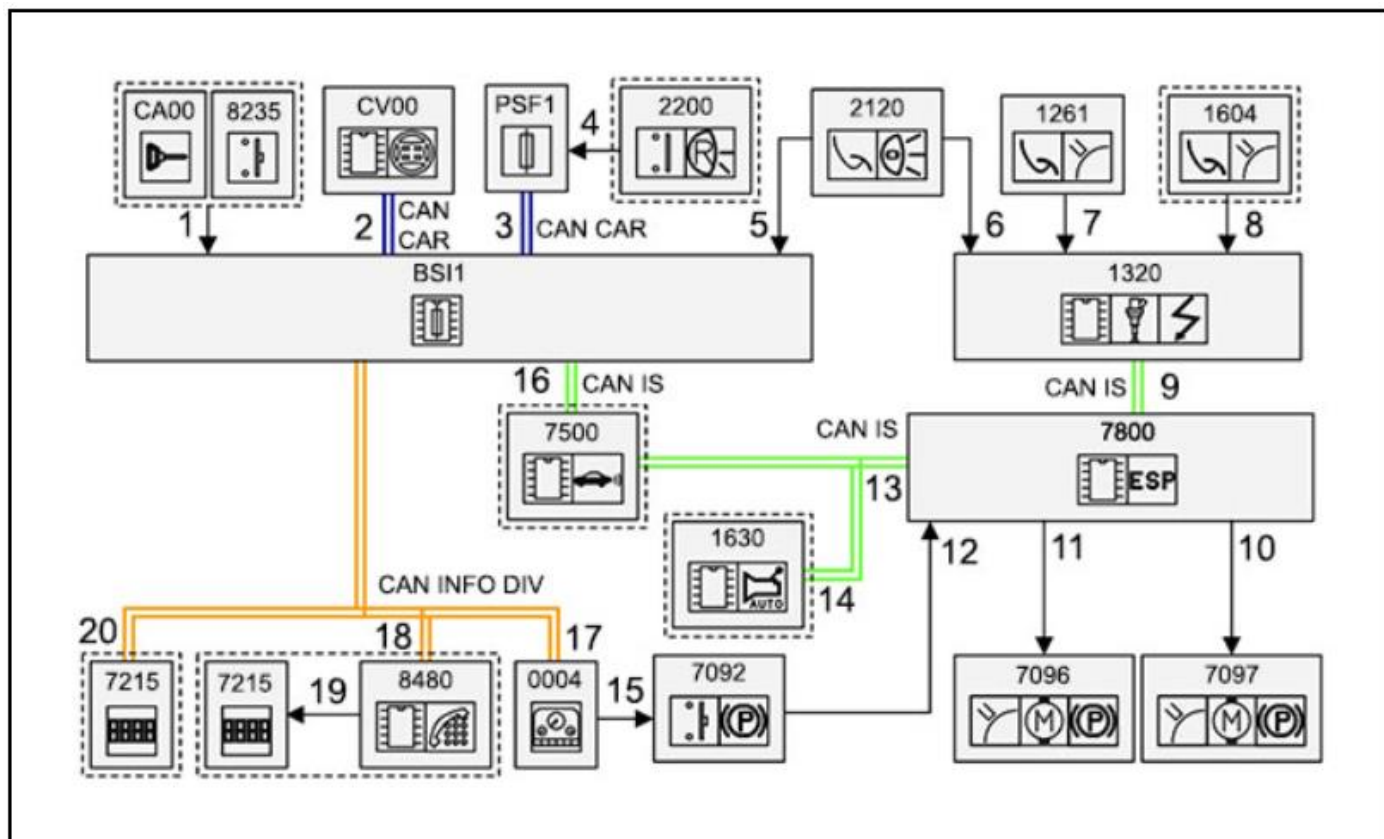 CA00 8235 CV00 PSF1 4 2200 2120 1261 1604
R
1 2 CAN CAR 3 CAN CAR 5 6 7 8
BSI1 1320
16 CAN IS CAN IS 9
7500 CAN IS 7800
ESP
13
1630 12 11 10
AUTO 14
CAN INFO DIV
20 18 17
7215 7215 19 8480 0004 15 7092 7096 7097
P M P M P